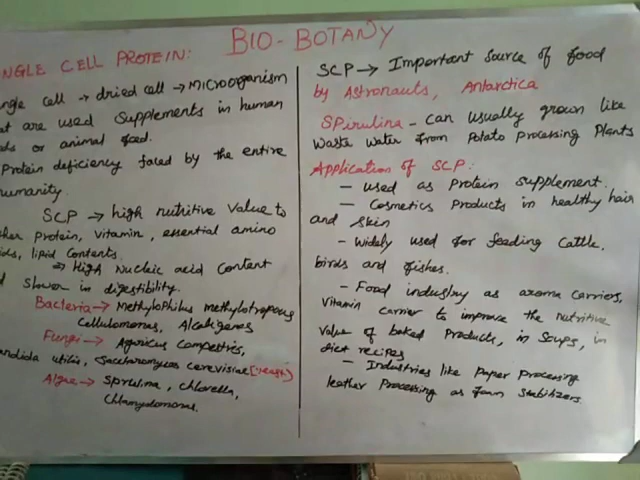 BIO-BOTANY
NGLE CELL PROTEIN:
ngle cell → dried cell → Microorganism
at are used Supplements in human
ds or animal feed.
Protein deficiency faced by the entire
umanity.
SCP → high nutritive value to
her Protein, vitamin, essential amino
ids, lipid contents.
⇒ High Nucleic acid content
d slower in digestibility.
Bacteria → Methylophilus methylotropous
Cellulomonas, Alcaligenes
Fungi → Agaricus Campestries,
andida utilis, Saccharomyces cerevisiae (yeast)
Algae → Spirulina, chlorella,
Chlamydomonas.
SCP → Important Source of food
by Astronauts, Antarctica
SPirulina - Can usually grown like
Waste Water from Potato Processing Plants
Application of SCP:
- Used as Protein Supplement.
- Cosmetics Products in healthy hair
and Skin
- Widely used for feeding Cattle,
birds and fishes.
- Food industry as aroma carriers,
Vitamin Carrier to improve the nutritive
Value of baked Products, in Soups, in
diet recipes
- Industries like Paper Processing
leather Processing as foam Stabilizers.